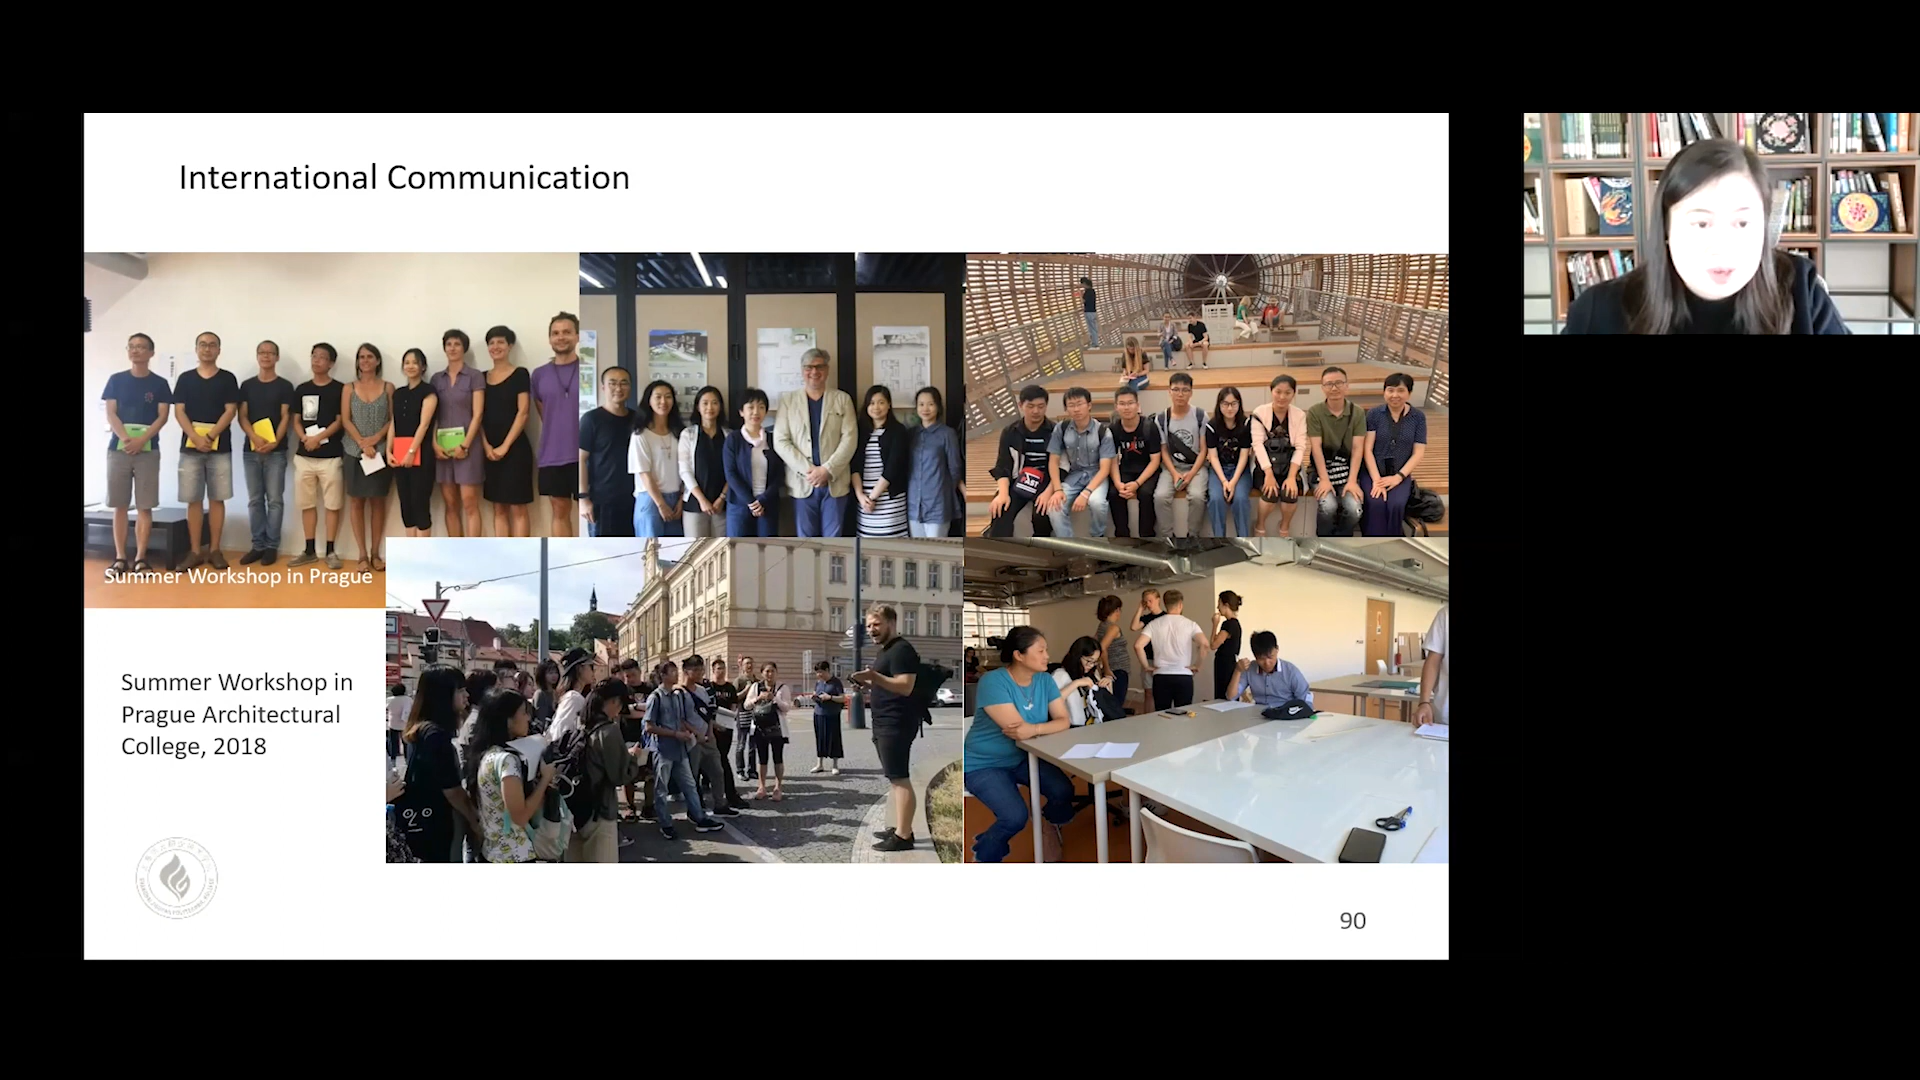 International Communication
Summer Workshop in Prague
Summer Workshop in
Prague Architectural
College, 2018
90